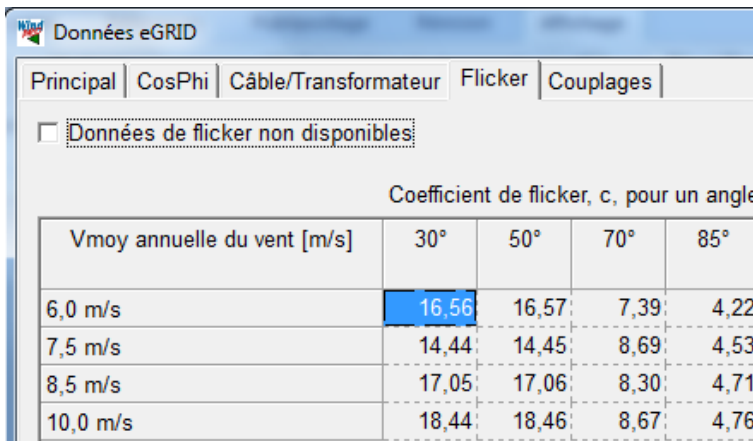 Données eGRID
Principal CosPhi Câble/Transformateur Flicker Couplages
Données de flicker non disponibles
Coefficient de flicker, c, pour un angle
Vmoy annuelle du vent [m/s] 30° 50° 70° 85°
6,0 m/s 16,56 16,57 7,39 4,22
7,5 m/s 14,44 14,45 8,69 4,53
8,5 m/s 17,05 17,06 8,30 4,71
10,0 m/s 18,44 18,46 8,67 4,76